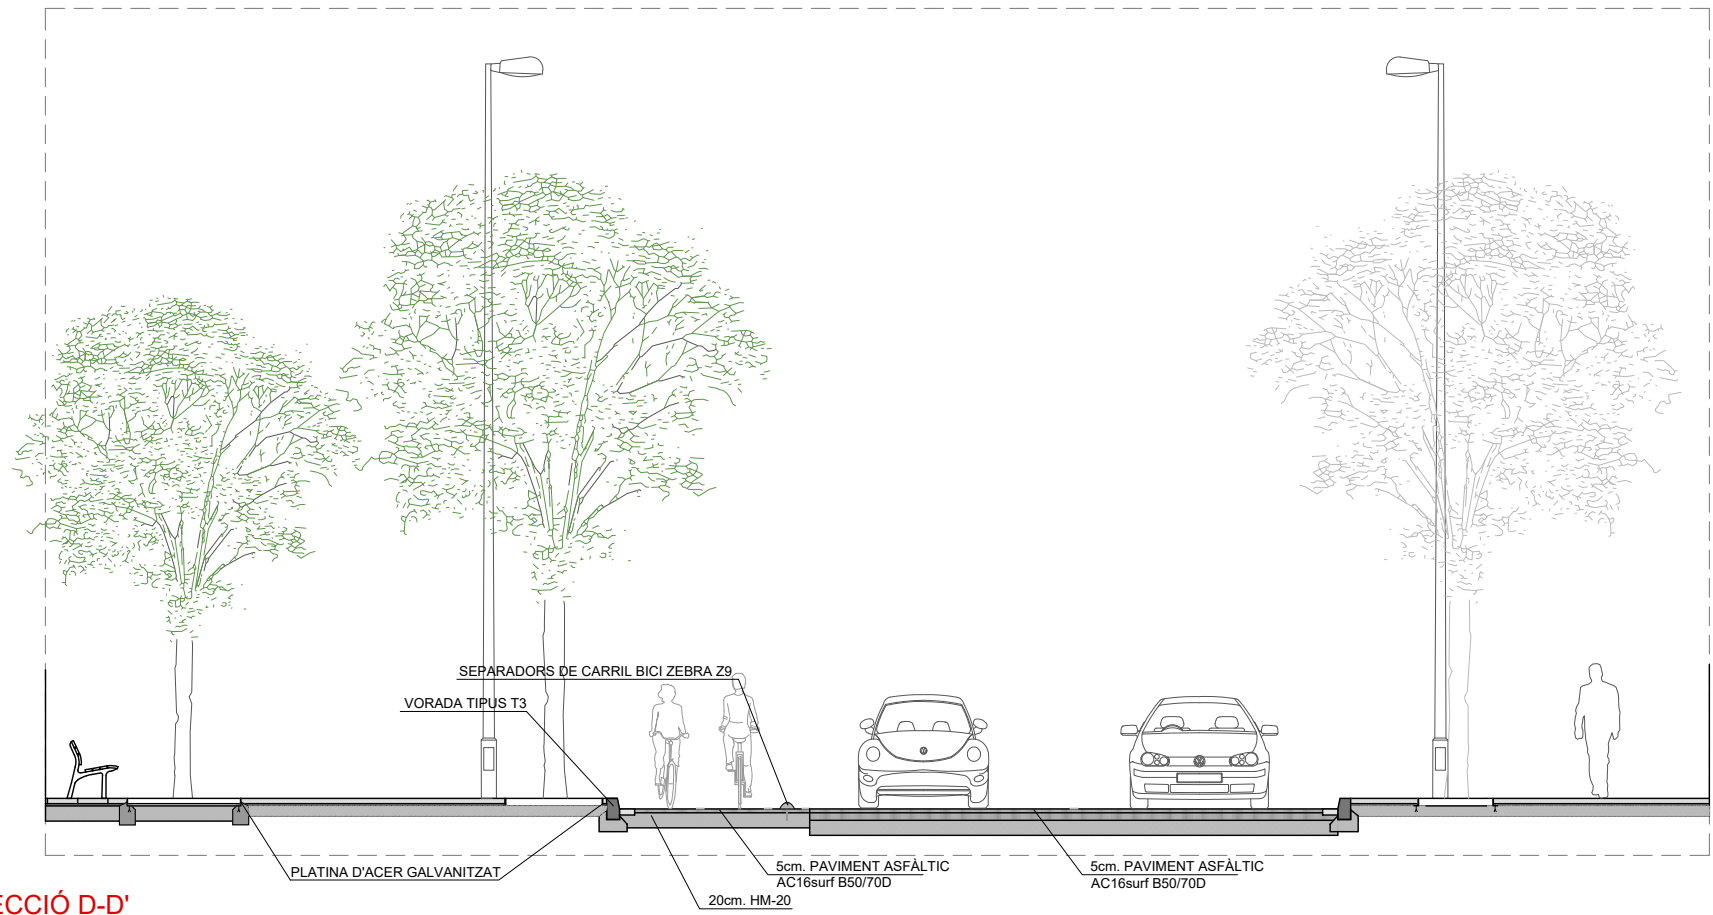 SEPARADORS DE CARRIL BICI ZEBRA Z9
VORADA TIPUS T3
PLATINA D'ACER GALVANITZAT
5cm. PAVIMENT ASFÀLTIC
AC16surf B50/70D
20cm. HM-20
5cm. PAVIMENT ASFÀLTIC
AC16surf B50/70D
ECCIÓ D-D'